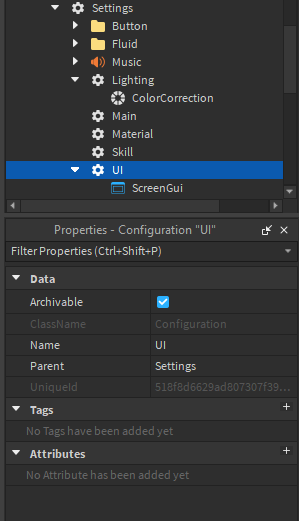 Settings
Button
Fluid
Music
Lighting
ColorCorrection
Main
Material
Skill
UI
ScreenGui
Properties - Configuration "UI"
Filter Properties (Ctrl+Shift+P)
Data
Archivable
ClassName Configuration
Name UI
Parent Settings
UniqueId 518f8d6629ad807307f39...
Tags +
No Tags have been added yet
Attributes +
No Attribute has been added yet